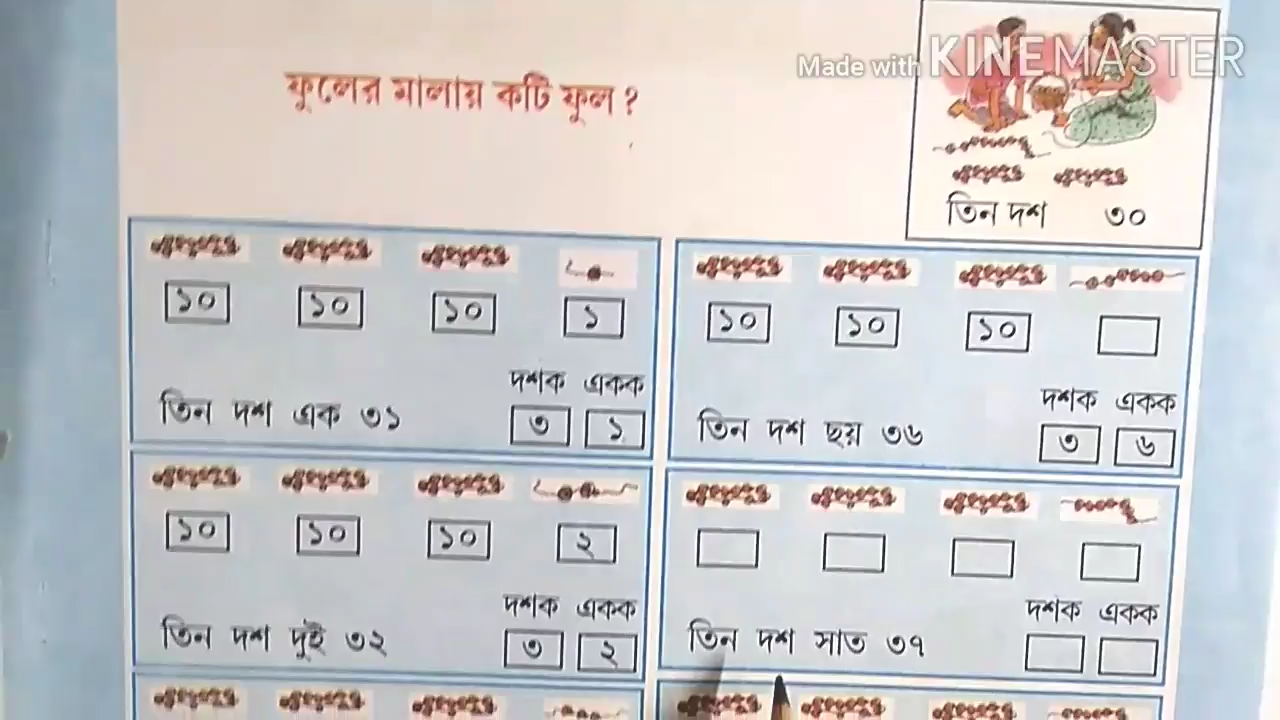 Made with KINEMASTER
ফুলের মালায় কটি ফুল ?
তিন দশ ৩০
১০ ১০ ১০ ১
দশক একক
তিন দশ এক ৩১ ৩ ১
১০ ১০ ১০
দশক একক
তিন দশ ছয় ৩৬ ৩ ৬
১০ ১০ ১০ ২
দশক একক
তিন দশ দুই ৩২ ৩ ২
দশক একক
তিন দশ সাত ৩৭